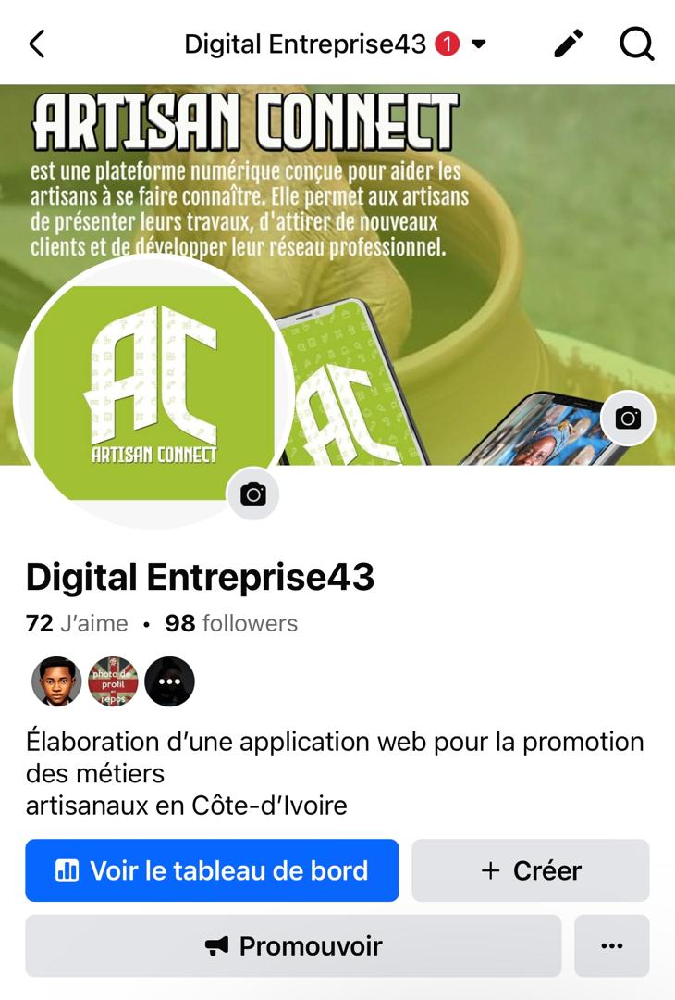 Digital Entreprise43 1
ARTISAN CONNECT
est une plateforme numérique conçue pour aider les
artisans à se faire connaître. Elle permet aux artisans
de présenter leurs travaux, d'attirer de nouveaux
clients et de développer leur réseau professionnel.
AC
ARTISAN CONNECT
AC
Digital Entreprise43
72 J’aime • 98 followers
photo de
profil
en
repos
Élaboration d’une application web pour la promotion
des métiers
artisanaux en Côte-d’Ivoire
Voir le tableau de bord
+ Créer
Promouvoir